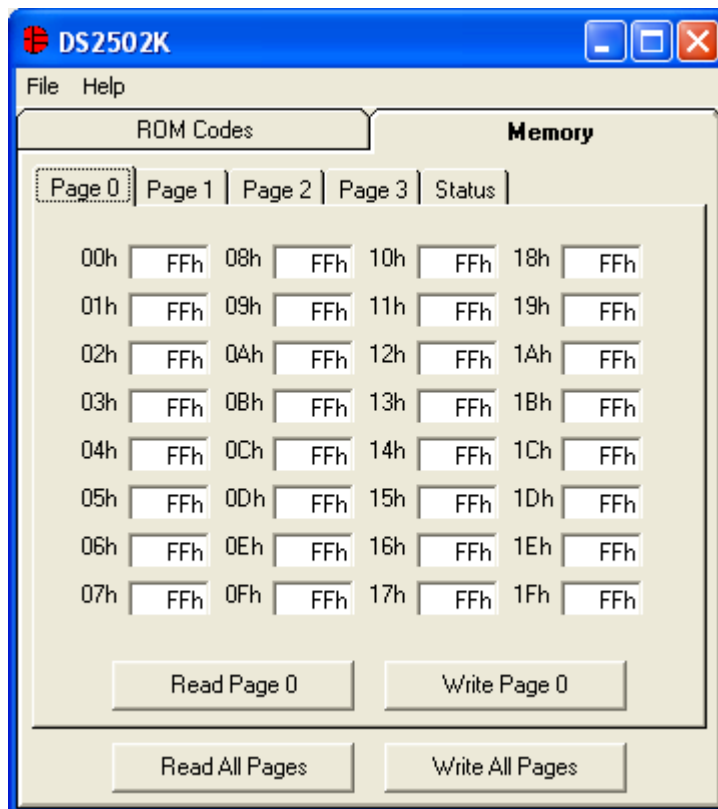 DS2502K
File Help
ROM Codes Memory
Page 0 Page 1 Page 2 Page 3 Status
00h FFh 08h FFh 10h FFh 18h FFh
01h FFh 09h FFh 11h FFh 19h FFh
02h FFh 0Ah FFh 12h FFh 1Ah FFh
03h FFh 0Bh FFh 13h FFh 1Bh FFh
04h FFh 0Ch FFh 14h FFh 1Ch FFh
05h FFh 0Dh FFh 15h FFh 1Dh FFh
06h FFh 0Eh FFh 16h FFh 1Eh FFh
07h FFh 0Fh FFh 17h FFh 1Fh FFh
Read Page 0 Write Page 0
Read All Pages Write All Pages